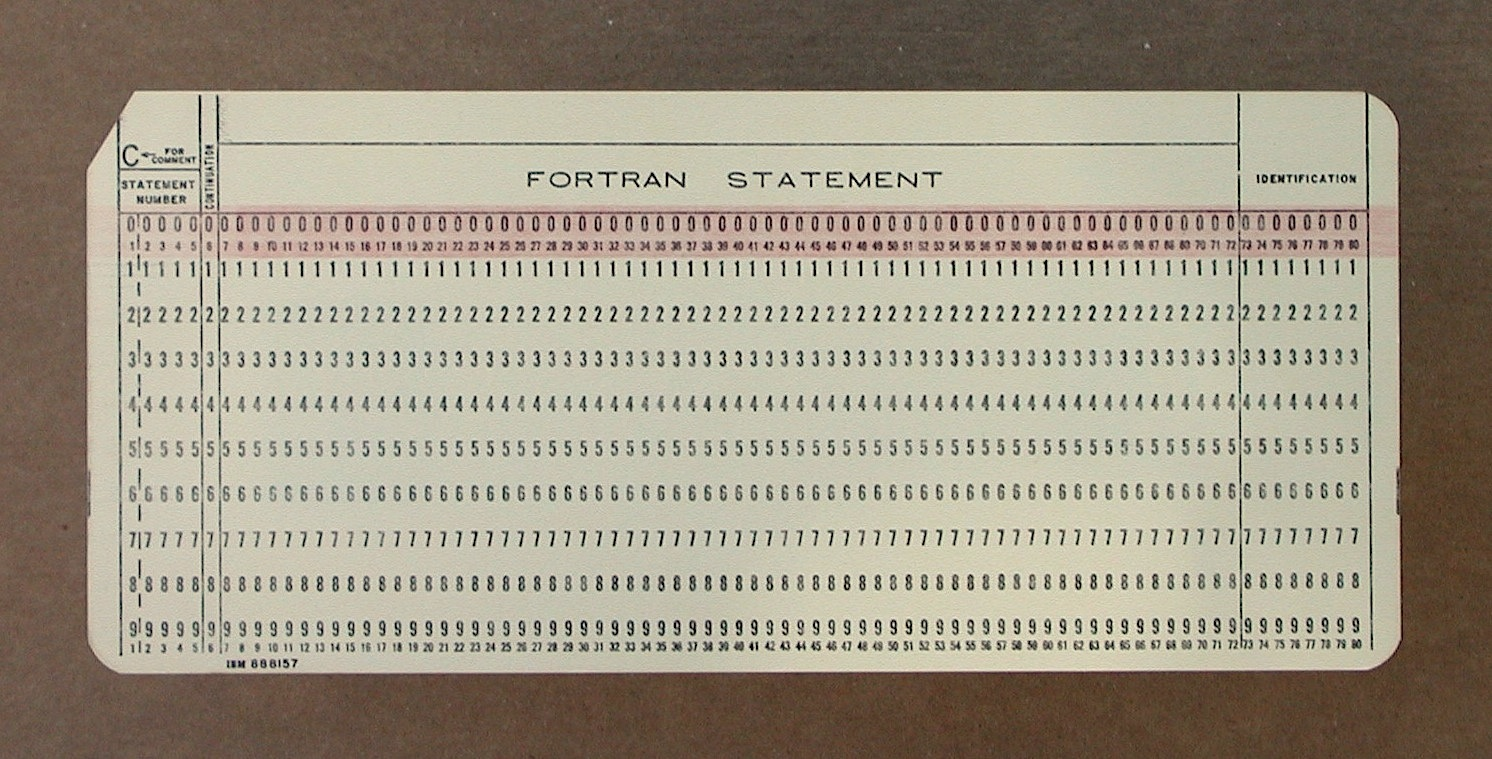 C FOR COMMENT
STATEMENT NUMBER
CONTINUATION
FORTRAN STATEMENT
IDENTIFICATION
0 0 0 0 0 0 0 0 0 0 0 0 0 0 0 0 0 0 0 0 0 0 0 0 0 0 0 0 0 0 0 0 0 0 0 0 0 0 0 0 0 0 0 0 0 0 0 0 0 0 0 0 0 0 0 0 0 0 0 0 0 0 0 0 0 0 0 0 0 0 0 0 0 0 0 0 0 0 0 0
1 2 3 4 5 6 7 8 9 10 11 12 13 14 15 16 17 18 19 20 21 22 23 24 25 26 27 28 29 30 31 32 33 34 35 36 37 38 39 40 41 42 43 44 45 46 47 48 49 50 51 52 53 54 55 56 57 58 59 60 61 62 63 64 65 66 67 68 69 70 71 72 73 74 75 76 77 78 79 80
1 1 1 1 1 1 1 1 1 1 1 1 1 1 1 1 1 1 1 1 1 1 1 1 1 1 1 1 1 1 1 1 1 1 1 1 1 1 1 1 1 1 1 1 1 1 1 1 1 1 1 1 1 1 1 1 1 1 1 1 1 1 1 1 1 1 1 1 1 1 1 1 1 1 1 1 1 1 1 1
2 2 2 2 2 2 2 2 2 2 2 2 2 2 2 2 2 2 2 2 2 2 2 2 2 2 2 2 2 2 2 2 2 2 2 2 2 2 2 2 2 2 2 2 2 2 2 2 2 2 2 2 2 2 2 2 2 2 2 2 2 2 2 2 2 2 2 2 2 2 2 2 2 2 2 2 2 2 2 2
3 3 3 3 3 3 3 3 3 3 3 3 3 3 3 3 3 3 3 3 3 3 3 3 3 3 3 3 3 3 3 3 3 3 3 3 3 3 3 3 3 3 3 3 3 3 3 3 3 3 3 3 3 3 3 3 3 3 3 3 3 3 3 3 3 3 3 3 3 3 3 3 3 3 3 3 3 3 3 3
4 4 4 4 4 4 4 4 4 4 4 4 4 4 4 4 4 4 4 4 4 4 4 4 4 4 4 4 4 4 4 4 4 4 4 4 4 4 4 4 4 4 4 4 4 4 4 4 4 4 4 4 4 4 4 4 4 4 4 4 4 4 4 4 4 4 4 4 4 4 4 4 4 4 4 4 4 4 4 4
5 5 5 5 5 5 5 5 5 5 5 5 5 5 5 5 5 5 5 5 5 5 5 5 5 5 5 5 5 5 5 5 5 5 5 5 5 5 5 5 5 5 5 5 5 5 5 5 5 5 5 5 5 5 5 5 5 5 5 5 5 5 5 5 5 5 5 5 5 5 5 5 5 5 5 5 5 5 5 5
6 6 6 6 6 6 6 6 6 6 6 6 6 6 6 6 6 6 6 6 6 6 6 6 6 6 6 6 6 6 6 6 6 6 6 6 6 6 6 6 6 6 6 6 6 6 6 6 6 6 6 6 6 6 6 6 6 6 6 6 6 6 6 6 6 6 6 6 6 6 6 6 6 6 6 6 6 6 6 6
7 7 7 7 7 7 7 7 7 7 7 7 7 7 7 7 7 7 7 7 7 7 7 7 7 7 7 7 7 7 7 7 7 7 7 7 7 7 7 7 7 7 7 7 7 7 7 7 7 7 7 7 7 7 7 7 7 7 7 7 7 7 7 7 7 7 7 7 7 7 7 7 7 7 7 7 7 7 7 7
8 8 8 8 8 8 8 8 8 8 8 8 8 8 8 8 8 8 8 8 8 8 8 8 8 8 8 8 8 8 8 8 8 8 8 8 8 8 8 8 8 8 8 8 8 8 8 8 8 8 8 8 8 8 8 8 8 8 8 8 8 8 8 8 8 8 8 8 8 8 8 8 8 8 8 8 8 8 8 8
9 9 9 9 9 9 9 9 9 9 9 9 9 9 9 9 9 9 9 9 9 9 9 9 9 9 9 9 9 9 9 9 9 9 9 9 9 9 9 9 9 9 9 9 9 9 9 9 9 9 9 9 9 9 9 9 9 9 9 9 9 9 9 9 9 9 9 9 9 9 9 9 9 9 9 9 9 9 9 9
1 2 3 4 5 6 7 8 9 10 11 12 13 14 15 16 17 18 19 20 21 22 23 24 25 26 27 28 29 30 31 32 33 34 35 36 37 38 39 40 41 42 43 44 45 46 47 48 49 50 51 52 53 54 55 56 57 58 59 60 61 62 63 64 65 66 67 68 69 70 71 72 73 74 75 76 77 78 79 80
IBM 888157